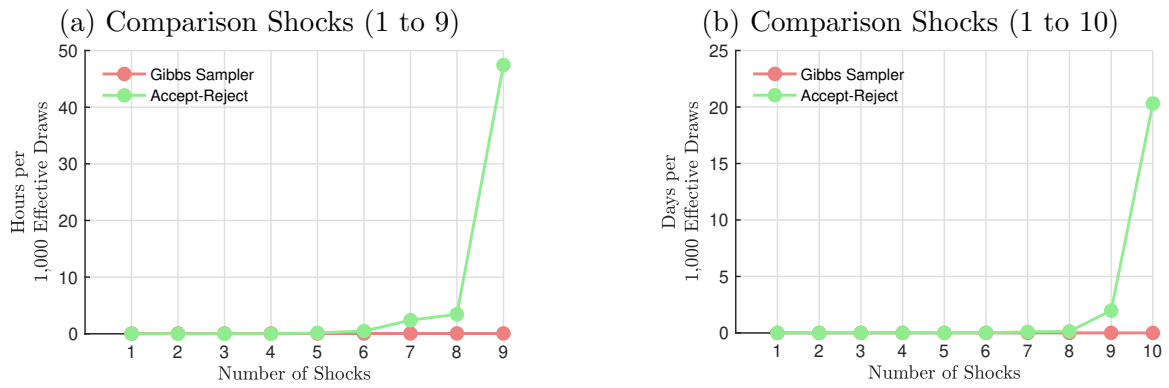 (a) Comparison Shocks (1 to 9)
50
40
30
20
10
0
Hours per
1,000 Effective Draws
Gibbs Sampler
Accept-Reject
1 2 3 4 5 6 7 8 9
Number of Shocks
(b) Comparison Shocks (1 to 10)
25
20
15
10
5
0
Days per
1,000 Effective Draws
Gibbs Sampler
Accept-Reject
1 2 3 4 5 6 7 8 9 10
Number of Shocks